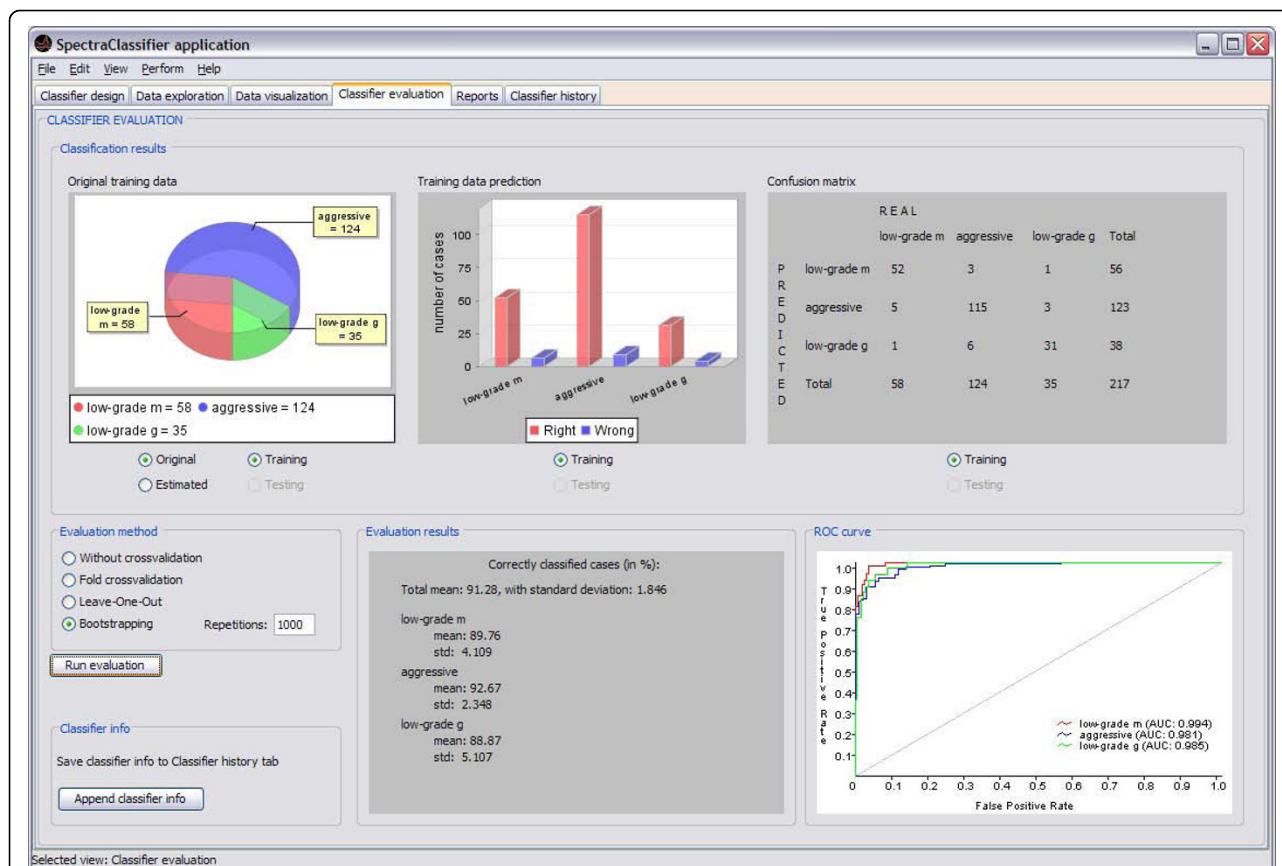 SpectraClassifier application
File Edit View Perform Help
Classifier design Data exploration Data visualization Classifier evaluation Reports Classifier history
CLASSIFIER EVALUATION
Classification results
Original training data
aggressive
= 124
low-grade
m = 58
low-grade g
= 35
low-grade m = 58 aggressive = 124
low-grade g = 35
Original Training
Estimated Testing
Training data prediction
number of cases
100
75
50
25
0
low-grade m aggressive low-grade g
Right Wrong
Training
Testing
Confusion matrix
REAL
low-grade m aggressive low-grade g Total
PREDICTED
low-grade m 52 3 1 56
aggressive 5 115 3 123
low-grade g 1 6 31 38
Total 58 124 35 217
Training
Testing
Evaluation method
Without crossvalidation
Fold crossvalidation
Leave-One-Out
Bootstrapping Repetitions: 1000
Run evaluation
Classifier info
Save classifier info to Classifier history tab
Append classifier info
Evaluation results
Correctly classified cases (in %):
Total mean: 91.28, with standard deviation: 1.846
low-grade m
mean: 89.76
std: 4.109
aggressive
mean: 92.67
std: 2.348
low-grade g
mean: 88.87
std: 5.107
ROC curve
True Positive Rate
1.0
0.9
0.8
0.7
0.6
0.5
0.4
0.3
0.2
0.1
low-grade m (AUC: 0.994)
aggressive (AUC: 0.981)
low-grade g (AUC: 0.985)
0 0.1 0.2 0.3 0.4 0.5 0.6 0.7 0.8 0.9 1.0
False Positive Rate
Selected view: Classifier evaluation